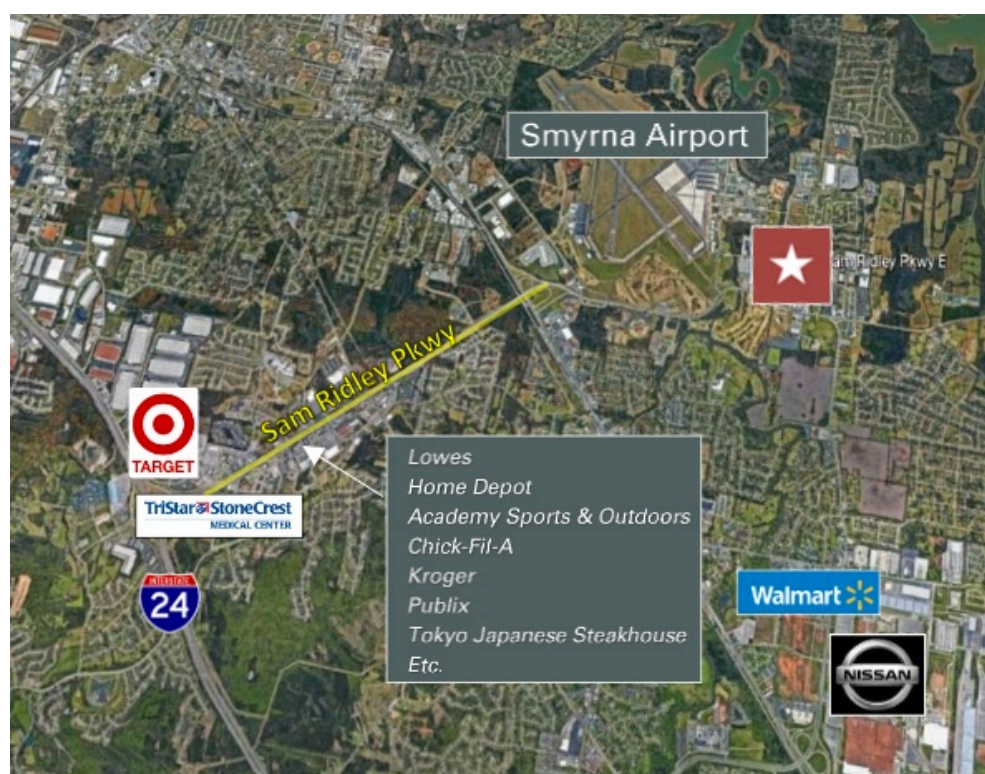 Smyrna Airport
am Ridley Pkwy E
Sam Ridley Pkwy
TARGET
TriStar StoneCrest
MEDICAL CENTER
INTERSTATE
24
Lowes
Home Depot
Academy Sports & Outdoors
Chick-Fil-A
Kroger
Publix
Tokyo Japanese Steakhouse
Etc.
Walmart
NISSAN